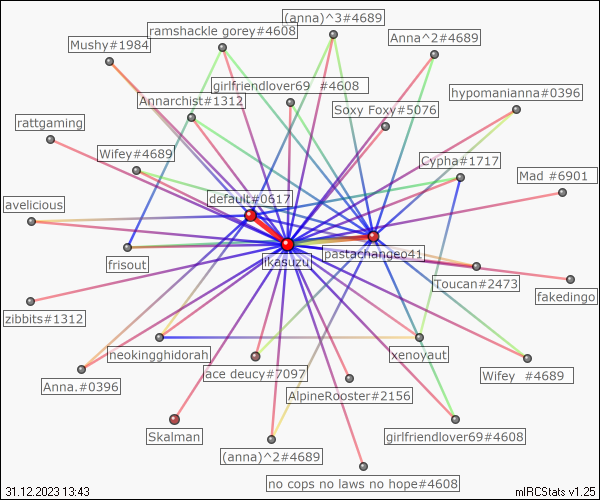 (anna)^3#4689
ramshackle gorey#4608
Mushy#1984
Anna^2#4689
girlfriendlover69  #4608
hypomanianna#0396
Annarchist#1312
Soxy Foxy#5076
rattgaming
Wifey#4689
Cypha#1717
Mad #6901
default#0617
avelicious
pastachangeo41
ikasuzu
frisout
Toucan#2473
fakedingo
zibbits#1312
neokingghidorah
xenoyaut
ace deucy#7097
Wifey  #4689
Anna.#0396
AlpineRooster#2156
Skalman
girlfriendlover69#4608
(anna)^2#4689
no cops no laws no hope#4608
31.12.2023 13:43
mIRCStats v1.25